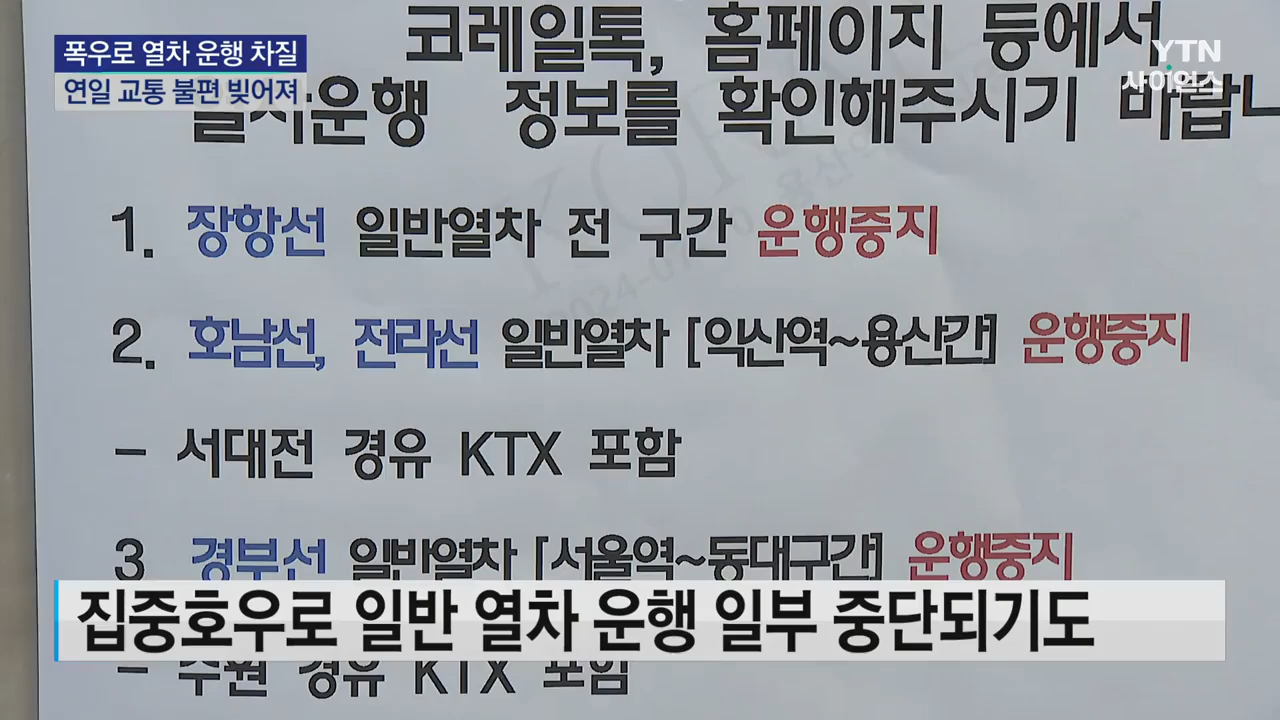 폭우로 열차 운행 차질
연일 교통 불편 빚어져
YTN
사이언스
코레일톡, 홈페이지 등에서
열차운행 정보를 확인해주시기 바랍니
1. 장항선 일반열차 전 구간 운행중지
2. 호남선, 전라선 일반열차 [익산역~용산간] 운행중지
- 서대전 경유 KTX 포함
3 경부선 일반열차 [서울역~동대구간] 운행중지
집중호우로 일반 열차 운행 일부 중단되기도
- 수원 경유 KTX 포함